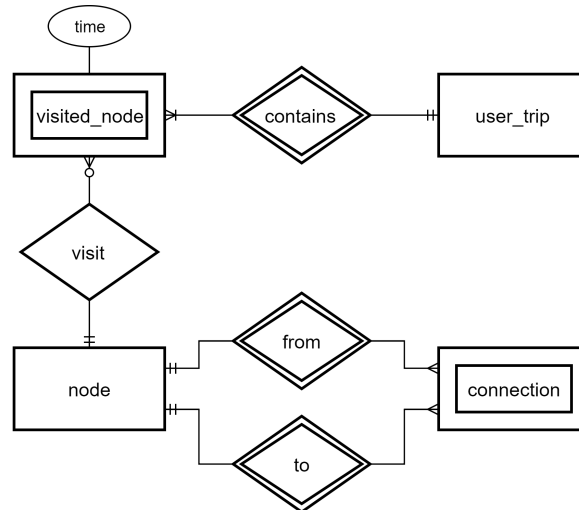 time
visited_node
contains
user_trip
visit
from
node
connection
to